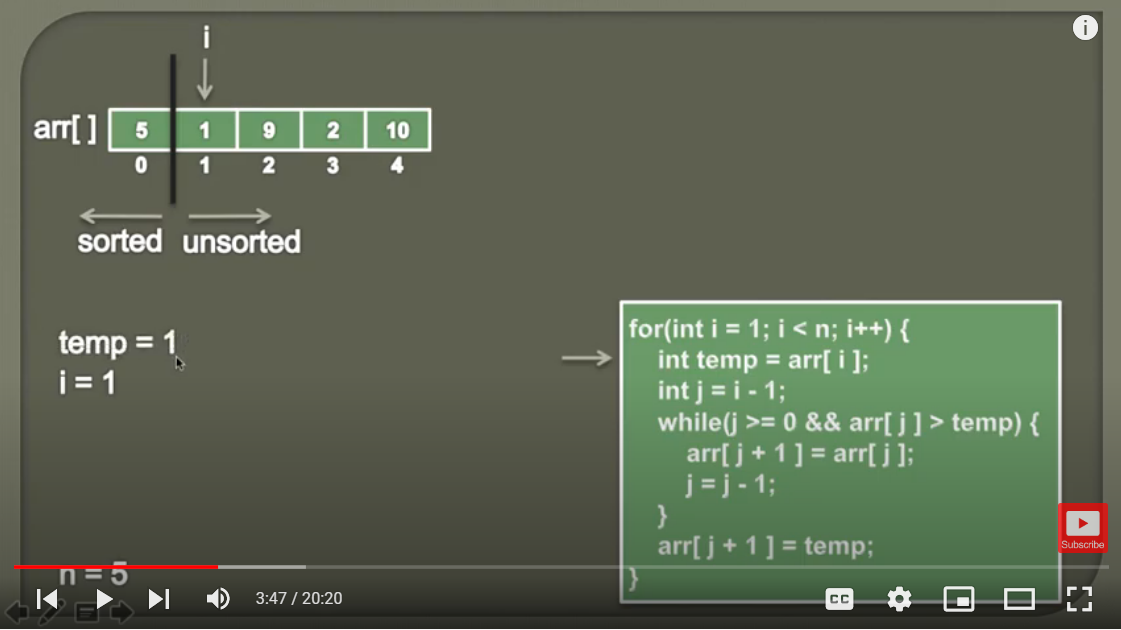 i
arr[ ] 5 1 9 2 10
0 1 2 3 4
sorted unsorted
temp = 1
i = 1
for(int i = 1; i < n; i++) {
int temp = arr[ i ];
int j = i - 1;
while(j >= 0 && arr[ j ] > temp) {
arr[ j + 1 ] = arr[ j ];
j = j - 1;
}
arr[ j + 1 ] = temp;
}
n = 5
Subscribe
3:47 / 20:20
CC
i